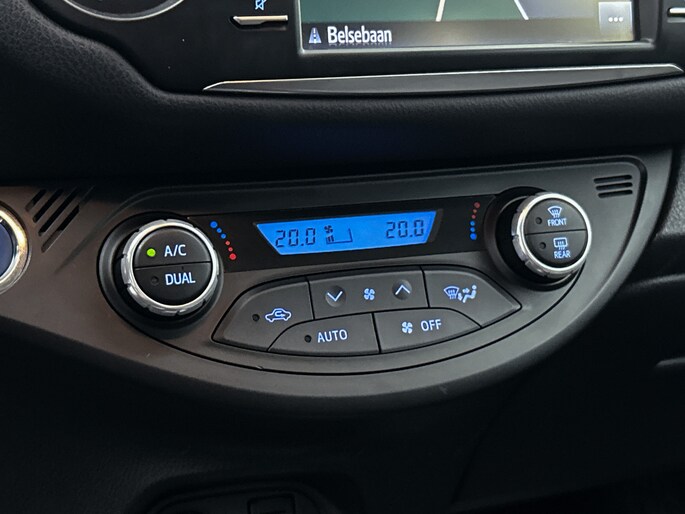 Belsebaan
...
A/C
DUAL
20.0
20.0
FRONT
REAR
AUTO
OFF